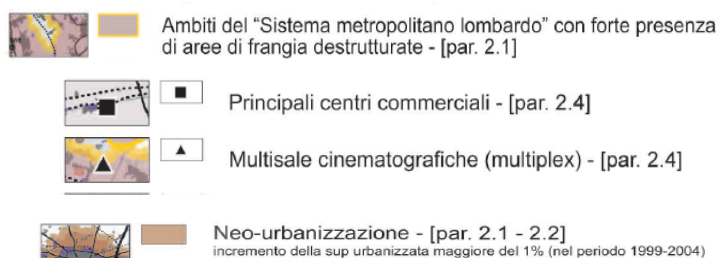 Ambiti del “Sistema metropolitano lombardo” con forte presenza
di aree di frangia destrutturate - [par. 2.1]
Principali centri commerciali - [par. 2.4]
Multisale cinematografiche (multiplex) - [par. 2.4]
Neo-urbanizzazione - [par. 2.1 - 2.2]
incremento della sup urbanizzata maggiore del 1% (nel periodo 1999-2004)